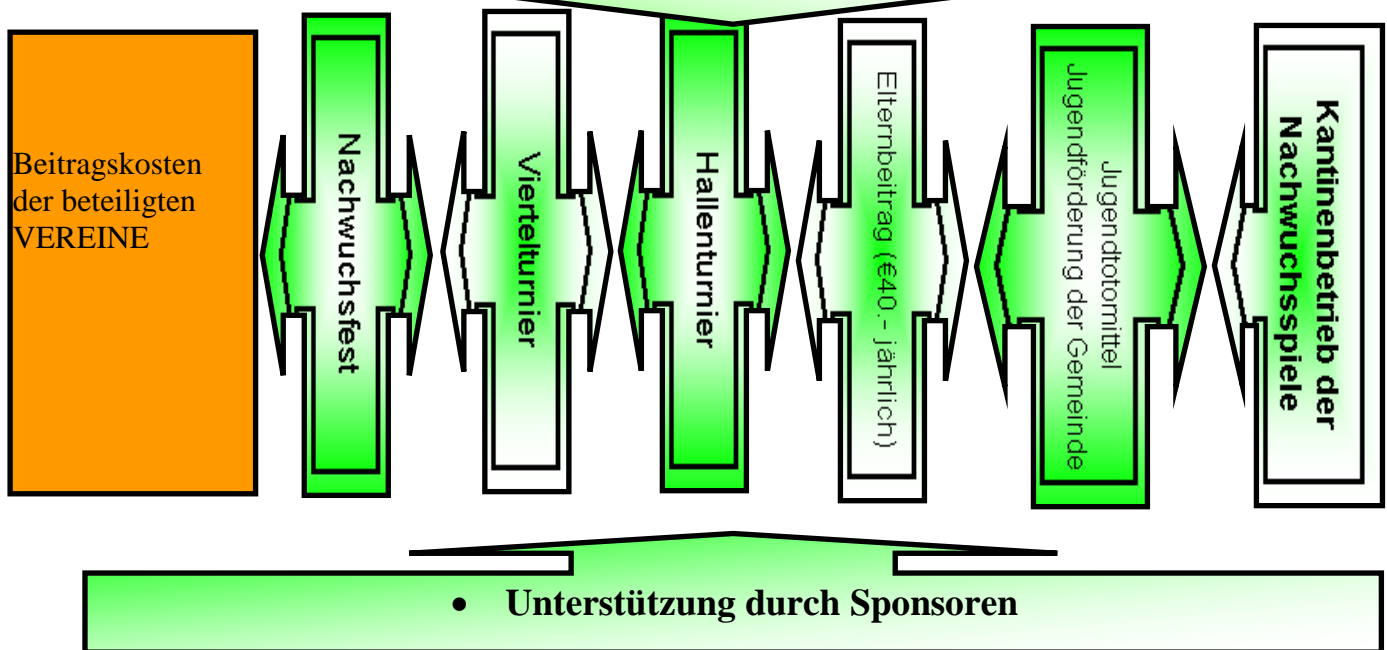 Beitragskosten
der beteiligten
VEREINE
Nachwuchsfest
Viertelturnier
Hallenturnier
Elternbeitrag (€40.- jährlich)
Jugendtotomittel
Jugendförderung der Gemeinde
Kantinenbetrieb der
Nachwuchsspiele
• Unterstützung durch Sponsoren